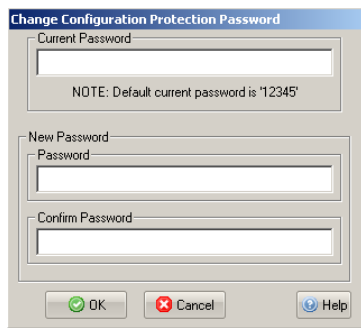 Change Configuration Protection Password
Current Password
NOTE: Default current password is '12345'
New Password
Password
Confirm Password
OK
Cancel
Help